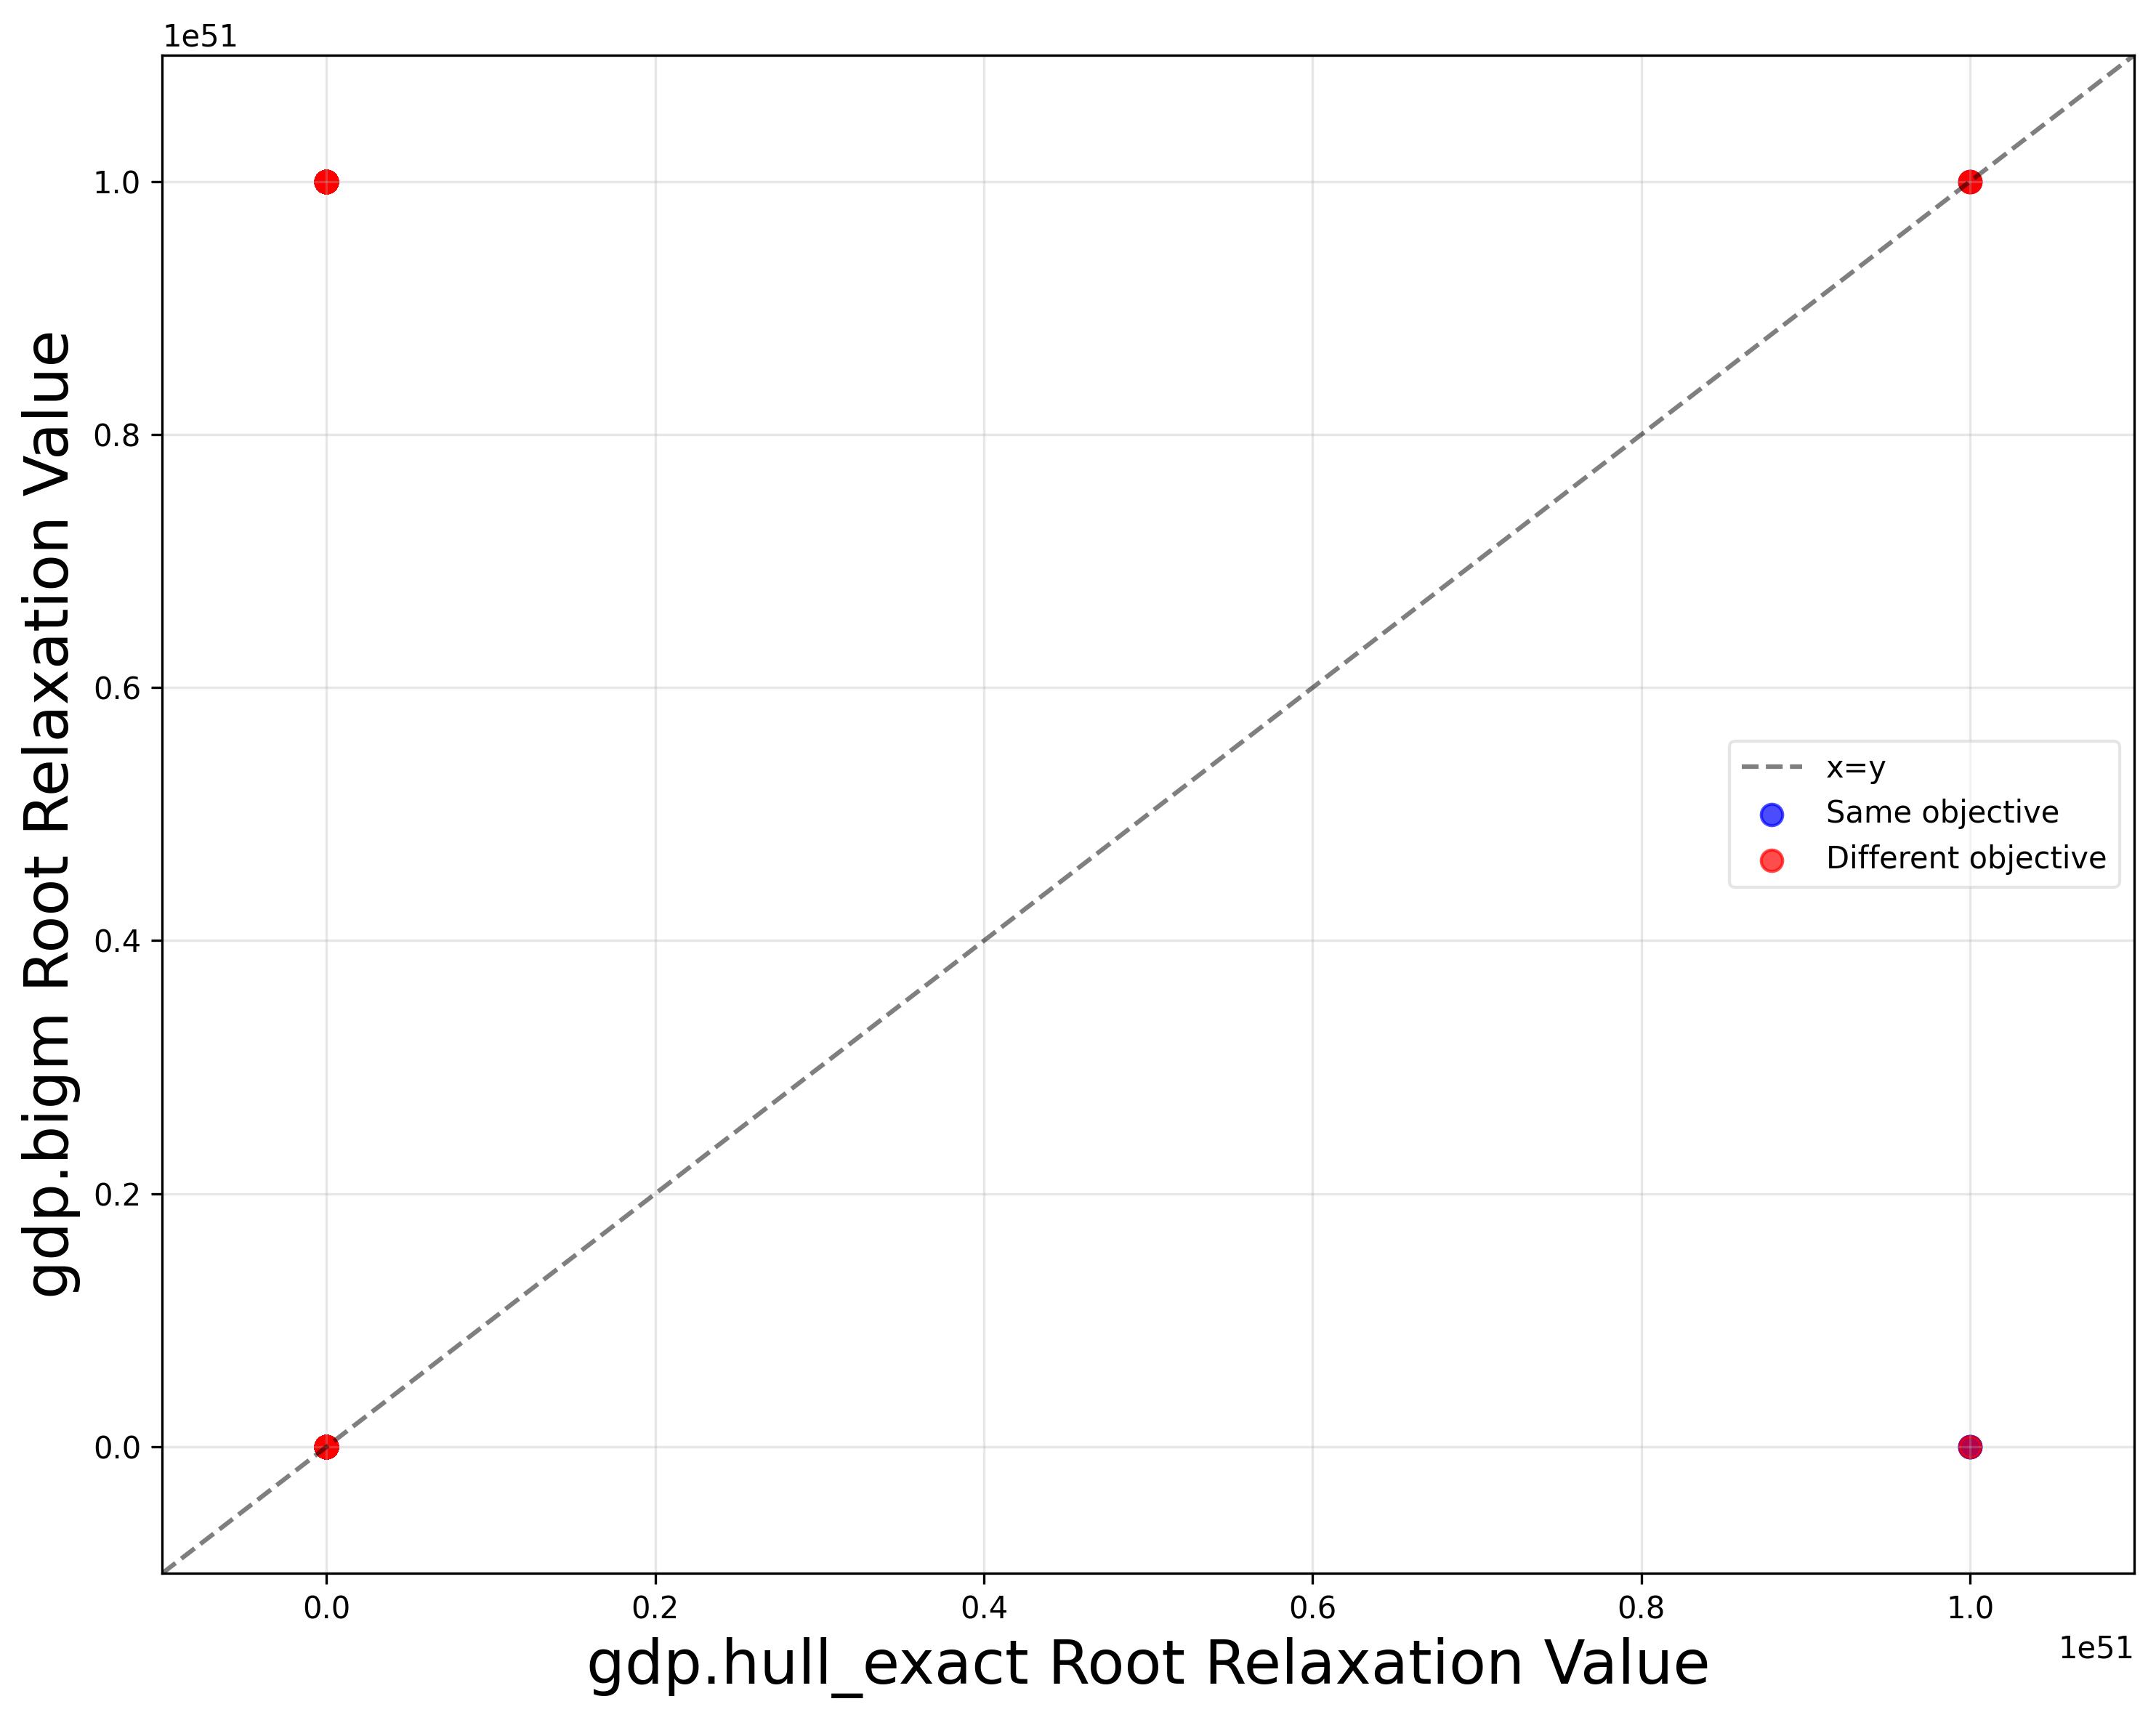 1e51
1.0
0.8
0.6
0.4
0.2
0.0
gdp.bigm Root Relaxation Value
x=y
Same objective
Different objective
0.0 0.2 0.4 0.6 0.8 1.0
1e51
gdp.hull_exact Root Relaxation Value